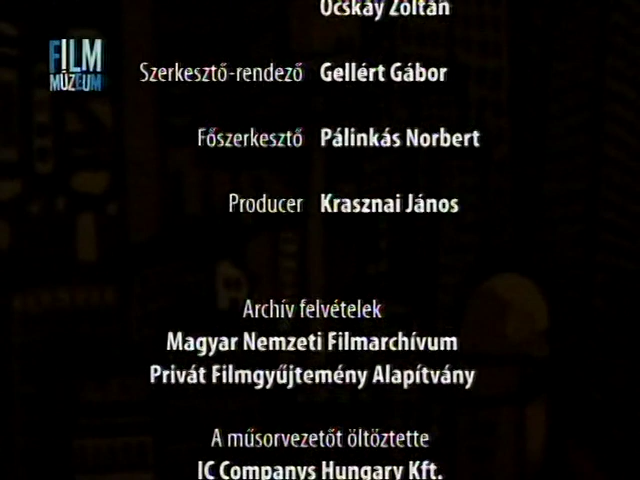 Ocskay Zoltán
FILM
MÚZEUM
Szerkesztő-rendező Gellért Gábor
Főszerkesztő Pálinkás Norbert
Producer Krasznai János
Archív felvételek
Magyar Nemzeti Filmarchívum
Privát Filmgyűjtemény Alapítvány
A műsorvezetőt öltöztette
IC Companys Hungary Kft.